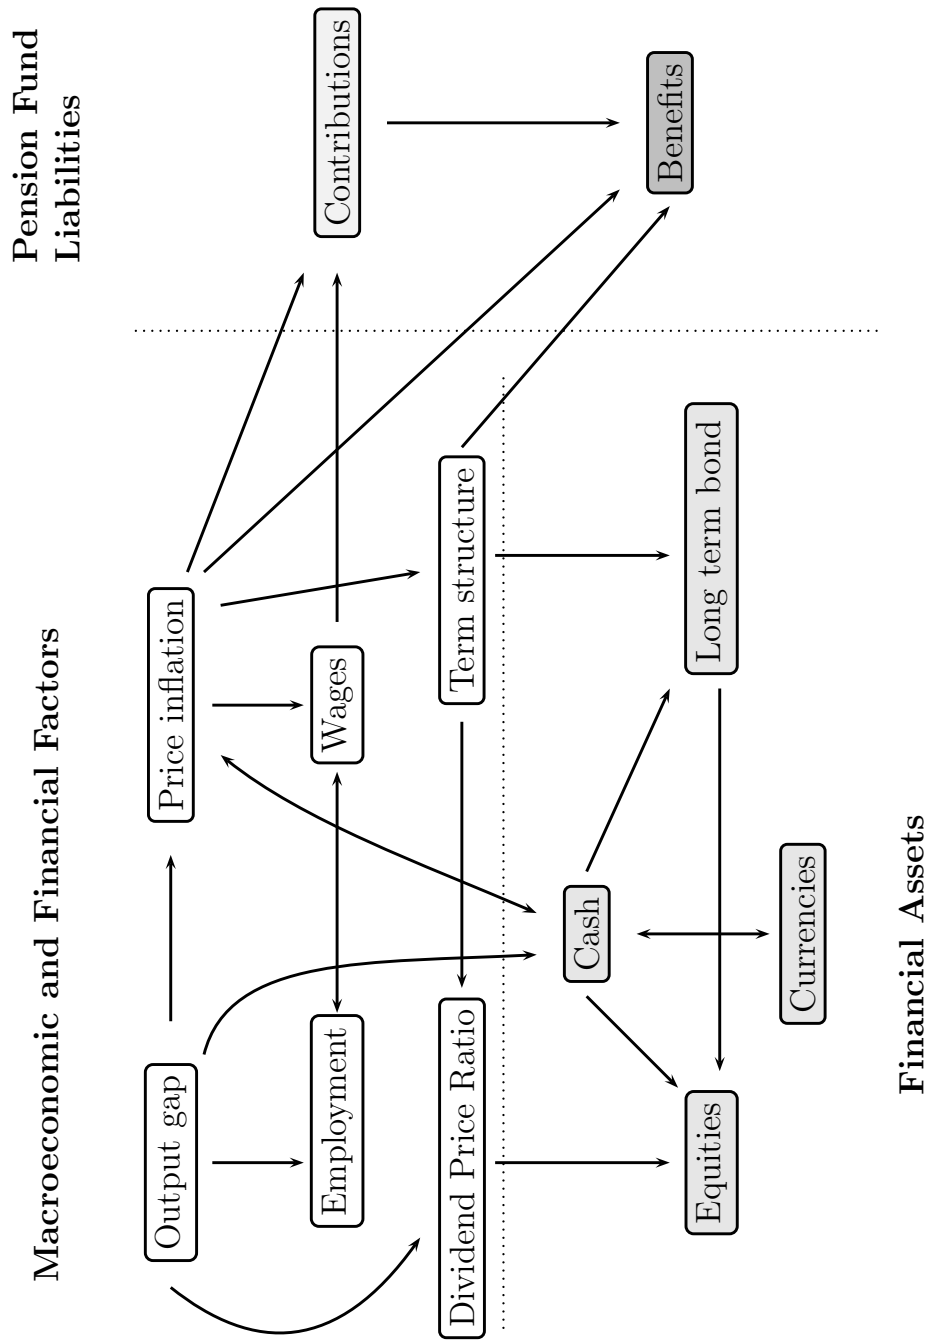 Macroeconomic and Financial Factors
Pension Fund
Liabilities
Output gap
Price inflation
Employment
Wages
Contributions
Dividend Price Ratio
Term structure
Cash
Equities
Long term bond
Benefits
Currencies
Financial Assets